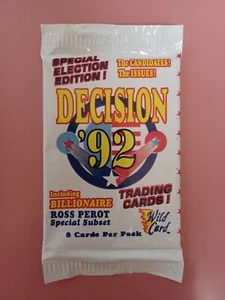 SPECIAL
ELECTION
EDITION!
The CANDIDATES!
The ISSUES!
DECISION
'92
Including
BILLIONAIRE
ROSS PEROT
Special Subset
TRADING
CARDS!
Wild
Card
8 Cards Per Pack